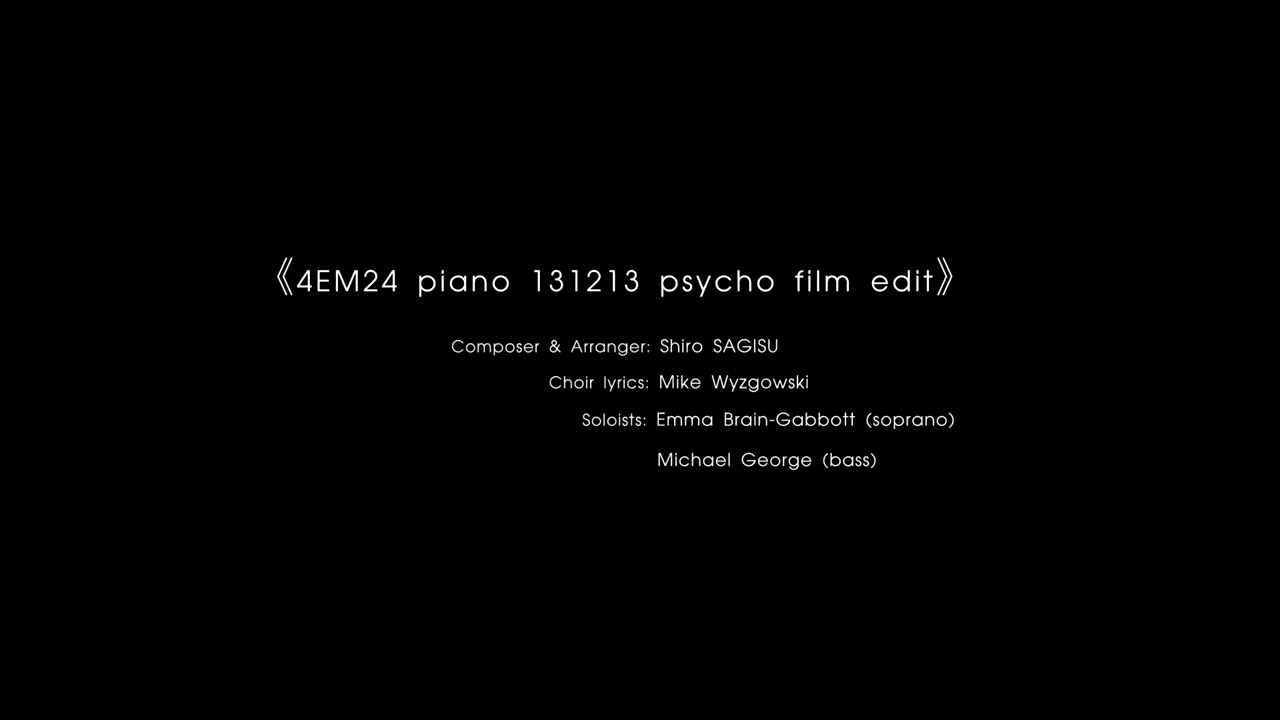 《4EM24 piano 131213 psycho film edit》
Composer & Arranger: Shiro SAGISU
Choir lyrics: Mike Wyzgowski
Soloists: Emma Brain-Gabbott (soprano)
Michael George (bass)